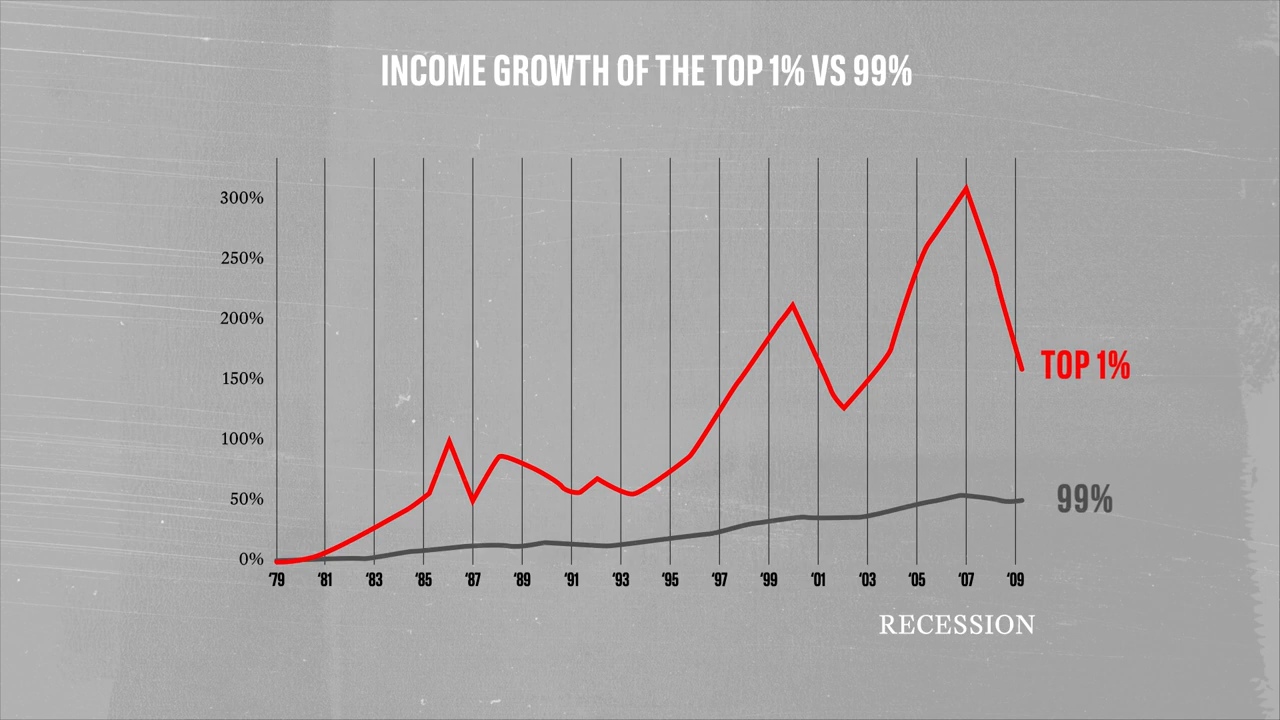 INCOME GROWTH OF THE TOP 1% VS 99%
300%
250%
200%
150%
TOP 1%
100%
50%
99%
0%
‘79 ‘81 ‘83 ‘85 ‘87 ‘89 ‘91 ‘93 ‘95 ‘97 ‘99 ‘01 ‘03 ‘05 ‘07 ‘09
RECESSION